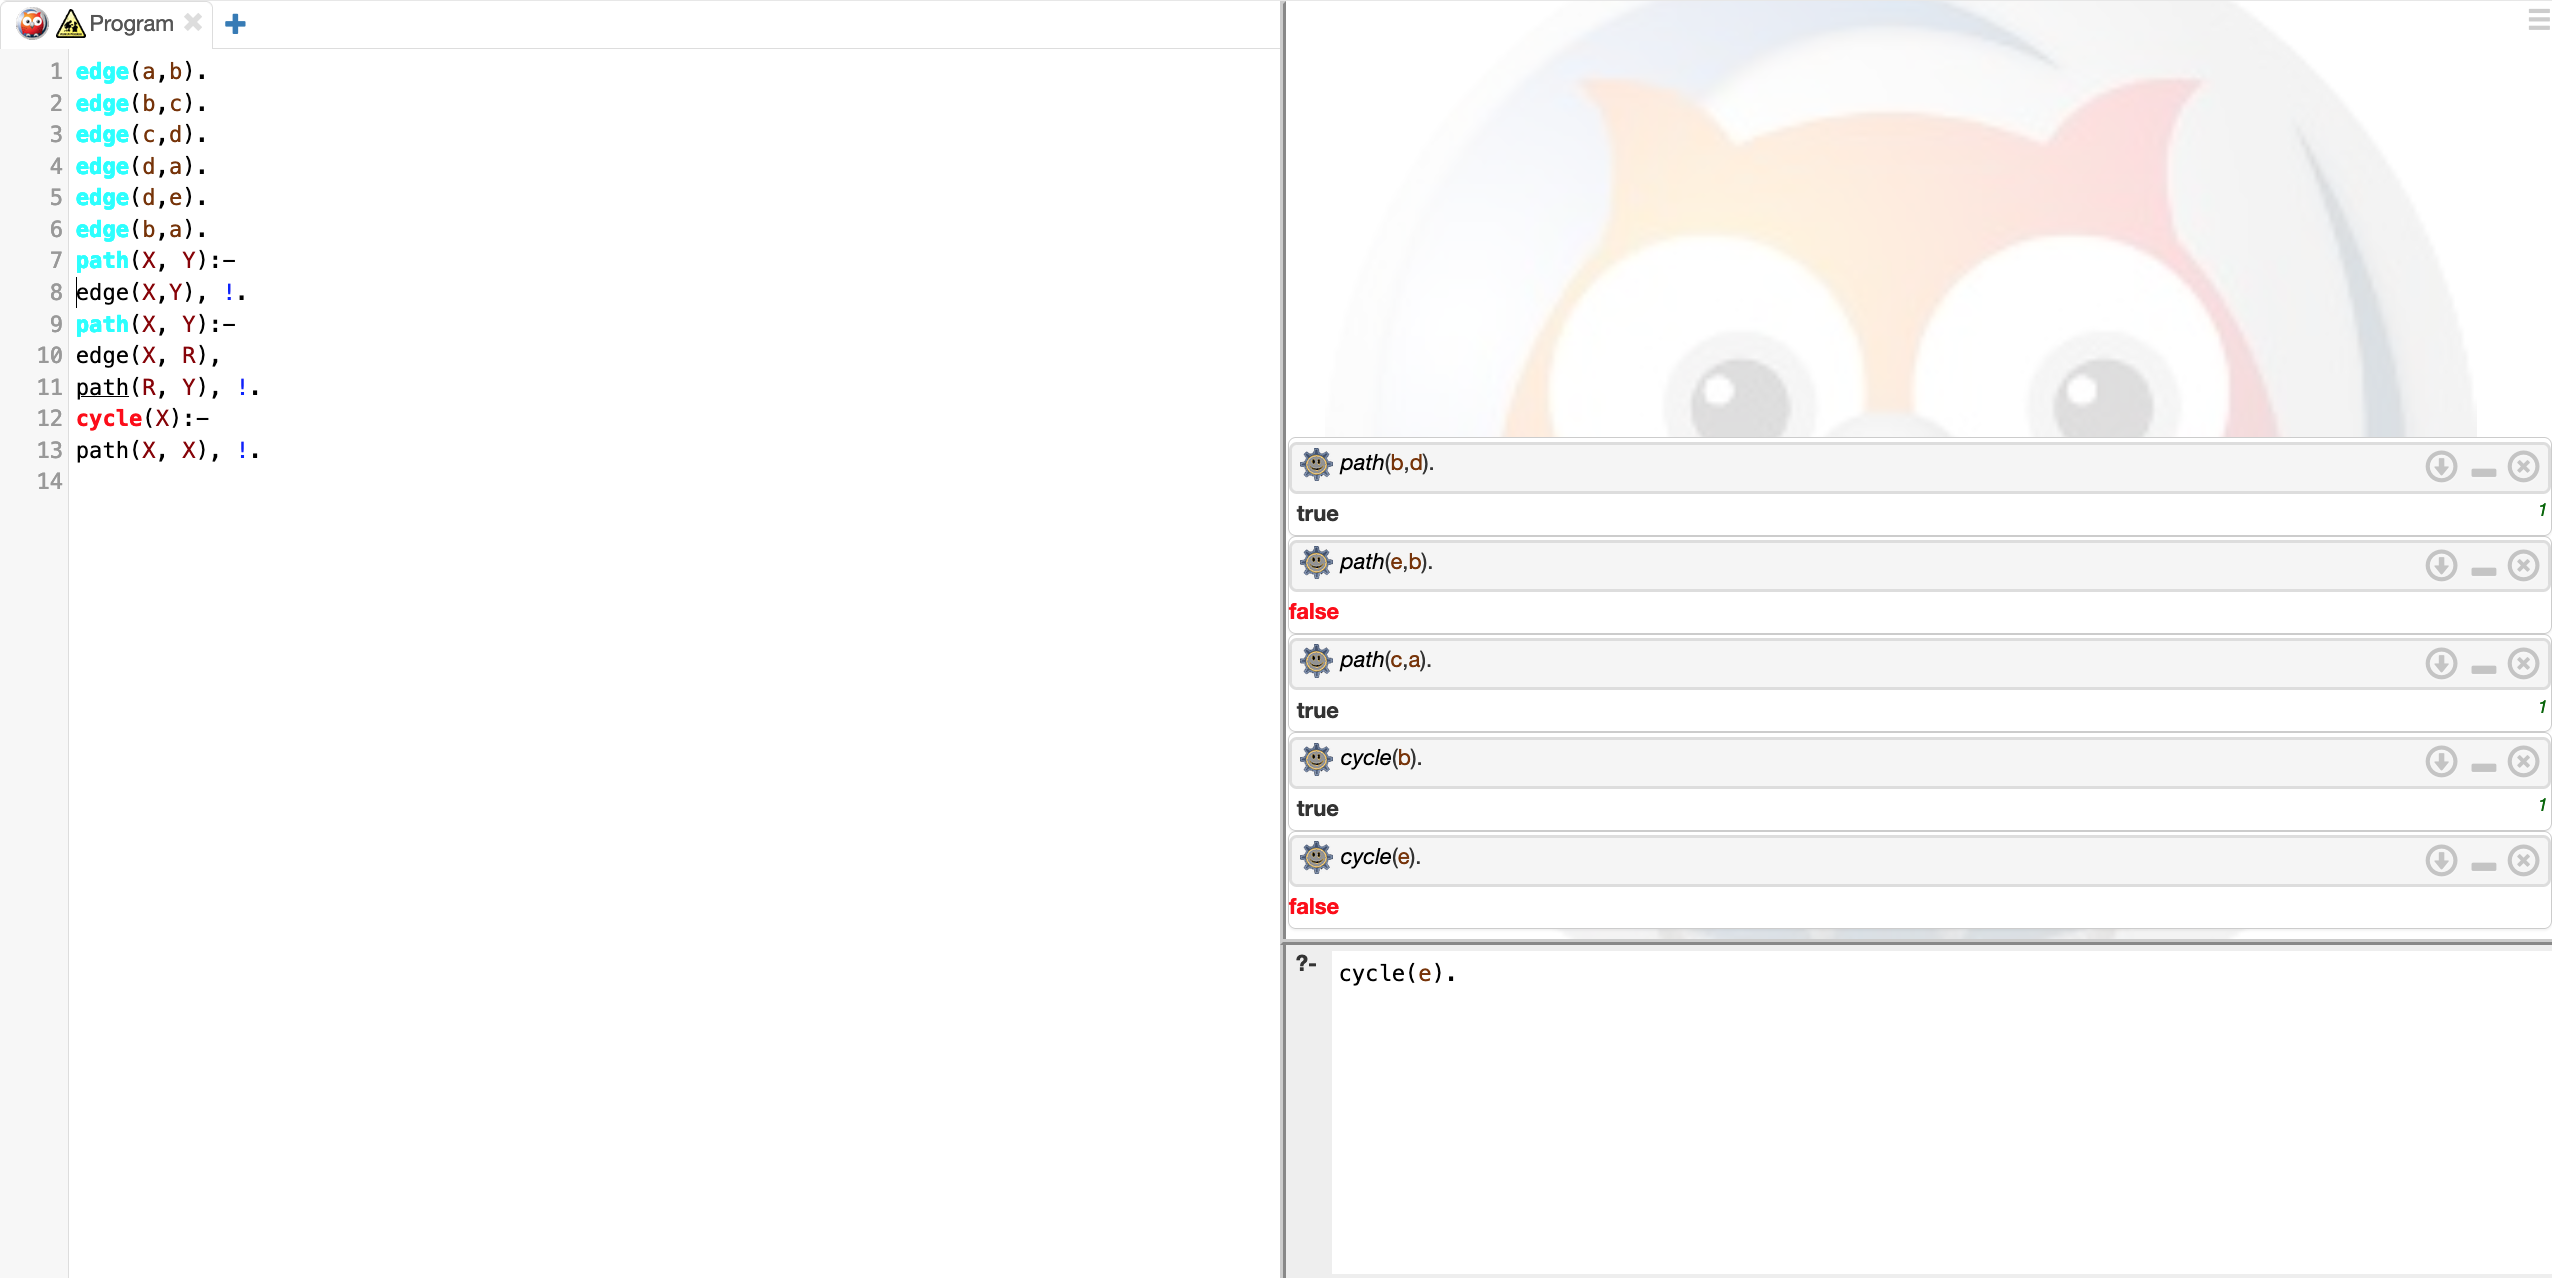 Program
1 edge(a,b).
2 edge(b,c).
3 edge(c,d).
4 edge(d,a).
5 edge(d,e).
6 edge(b,a).
7 path(X, Y):-
8 edge(X,Y), !.
9 path(X, Y):-
10 edge(X, R),
11 path(R, Y), !.
12 cycle(X):-
13 path(X, X), !.
14
path(b,d).
true 1
path(e,b).
false
path(c,a).
true 1
cycle(b).
true 1
cycle(e).
false
?- cycle(e).